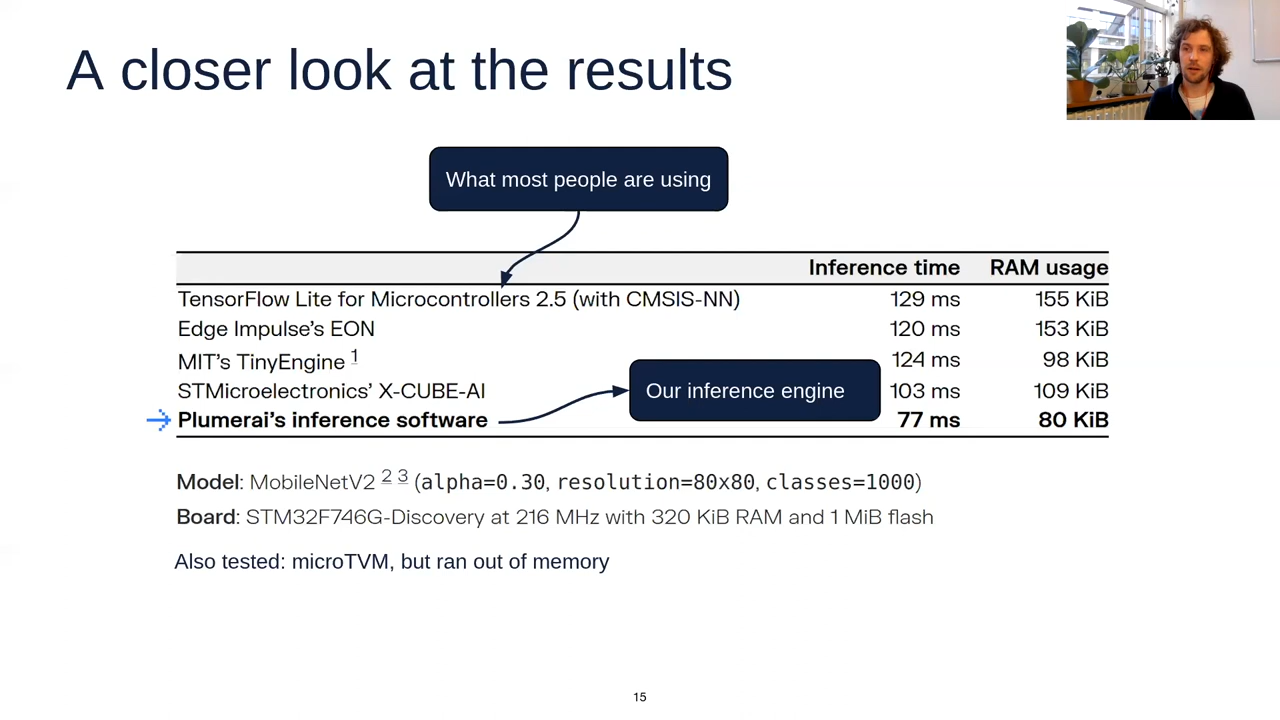 A closer look at the results
What most people are using
Inference time RAM usage
TensorFlow Lite for Microcontrollers 2.5 (with CMSIS-NN) 129 ms 155 KiB
Edge Impulse's EON 120 ms 153 KiB
MIT's TinyEngine 1 124 ms 98 KiB
STMicroelectronics' X-CUBE-AI Our inference engine 103 ms 109 KiB
Plumerai's inference software 77 ms 80 KiB
Model: MobileNetV2 2 3 (alpha=0.30, resolution=80x80, classes=1000)
Board: STM32F746G-Discovery at 216 MHz with 320 KiB RAM and 1 MiB flash
Also tested: microTVM, but ran out of memory
15